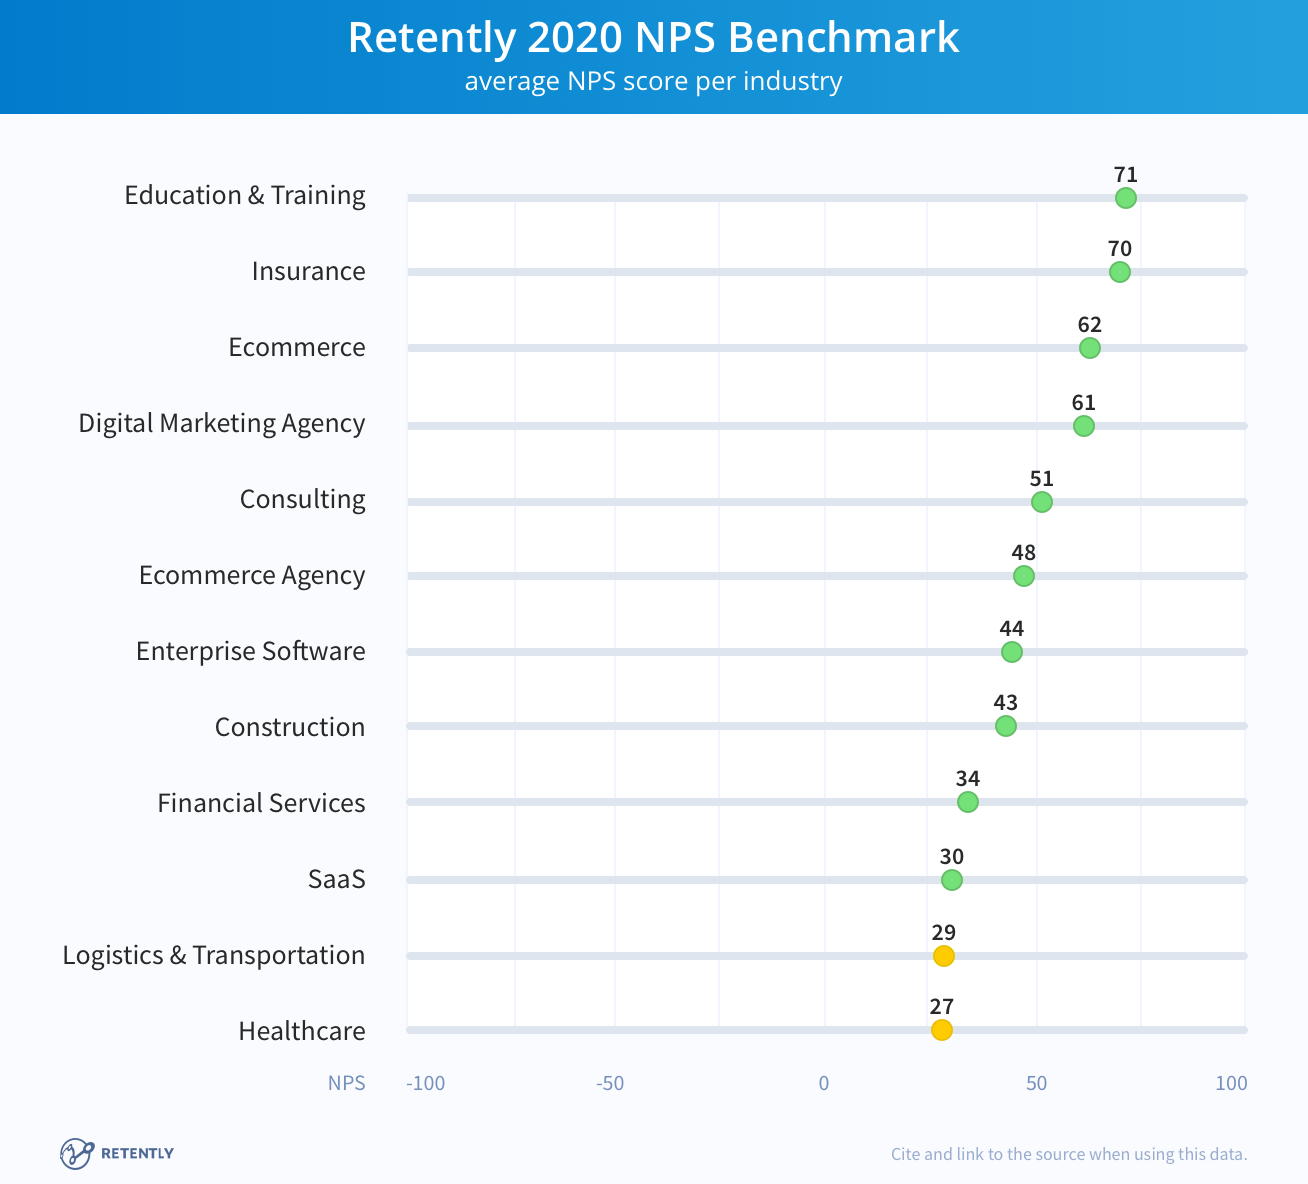 Retently 2020 NPS Benchmark
average NPS score per industry
Education & Training 71
Insurance 70
Ecommerce 62
Digital Marketing Agency 61
Consulting 51
Ecommerce Agency 48
Enterprise Software 44
Construction 43
Financial Services 34
SaaS 30
Logistics & Transportation 29
Healthcare 27
NPS -100 -50 0 50 100
RETENTLY Cite and link to the source when using this data.